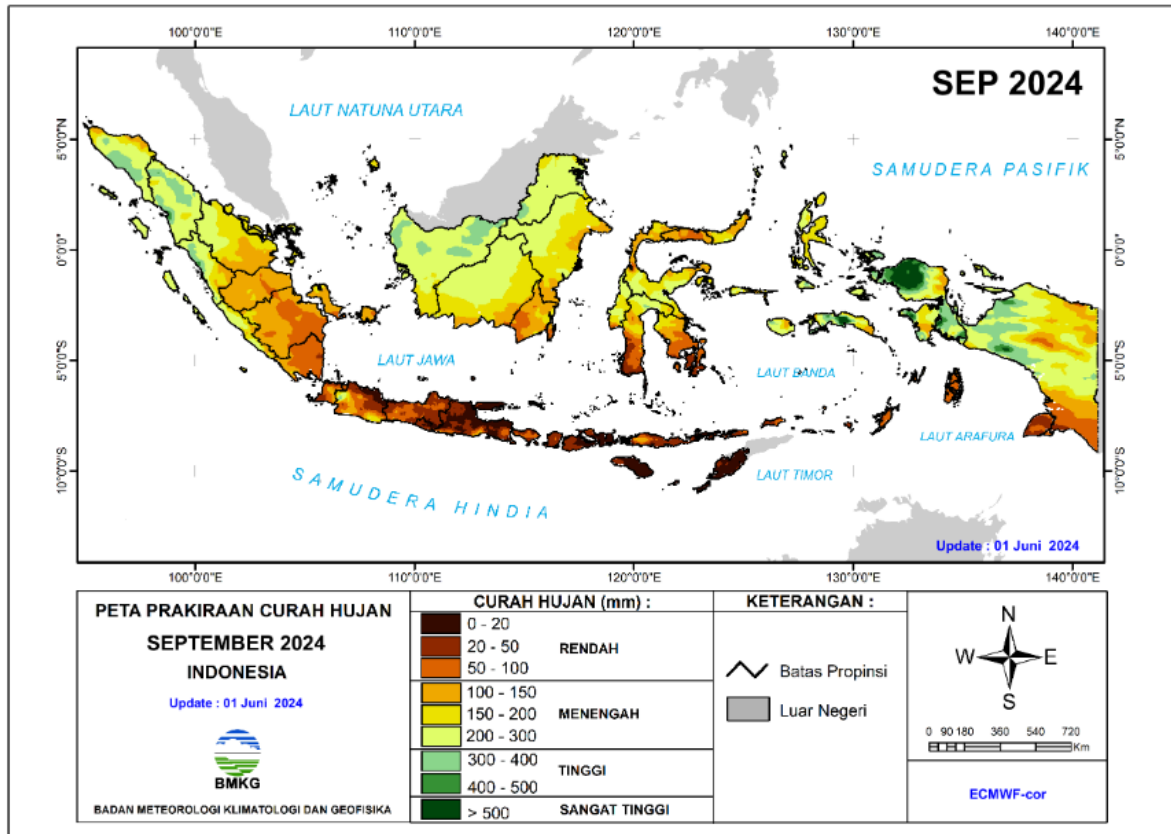 100°0'0"E 110°0'0"E 120°0'0"E 130°0'0"E 140°0'0"E
SEP 2024
LAUT NATUNA UTARA
5°0'0"N 5°0'0"N
SAMUDERA PASIFIK
0°0'0" 0°0'0"
LAUT JAWA
LAUT BANDA
5°0'0"S 5°0'0"S
LAUT ARAFURA
LAUT TIMOR
10°0'0"S 10°0'0"S
SAMUDERA HINDIA
Update : 01 Juni 2024
100°0'0"E 110°0'0"E 120°0'0"E 130°0'0"E 140°0'0"E
PETA PRAKIRAAN CURAH HUJAN
SEPTEMBER 2024
INDONESIA
Update : 01 Juni 2024
BMKG
BADAN METEOROLOGI KLIMATOLOGI DAN GEOFISIKA
CURAH HUJAN (mm) :
0 - 20
20 - 50
RENDAH
50 - 100
100 - 150
150 - 200
MENENGAH
200 - 300
300 - 400
TINGGI
400 - 500
> 500
SANGAT TINGGI
KETERANGAN :
Batas Propinsi
Luar Negeri
N
W E
S
0 90 180 360 540 720
Km
ECMWF-cor